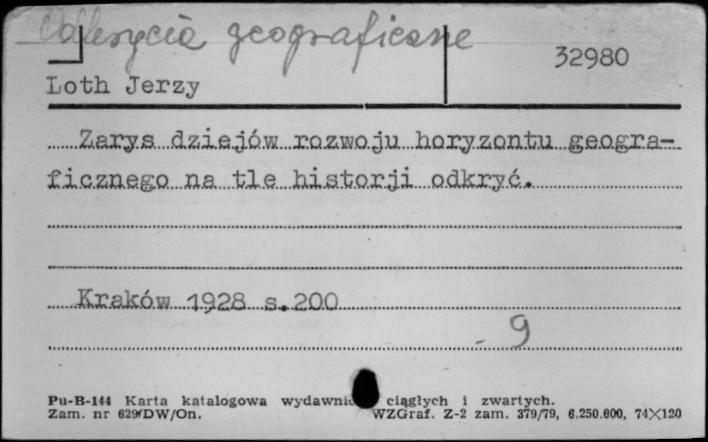 Odkrycia geograficzne
32980
Loth Jerzy
Zarys dziejów rozwoju horyzontu geogra-
ficznego na tle historji odkryć.
Kraków 1928 s.200
- 9
Pu-B-144 Karta katalogowa wydawnic ciągłych i zwartych.
Zam. nr 629/DW/On. WZGraf. Z-2 zam. 379/79, 6.250.000, 74×120